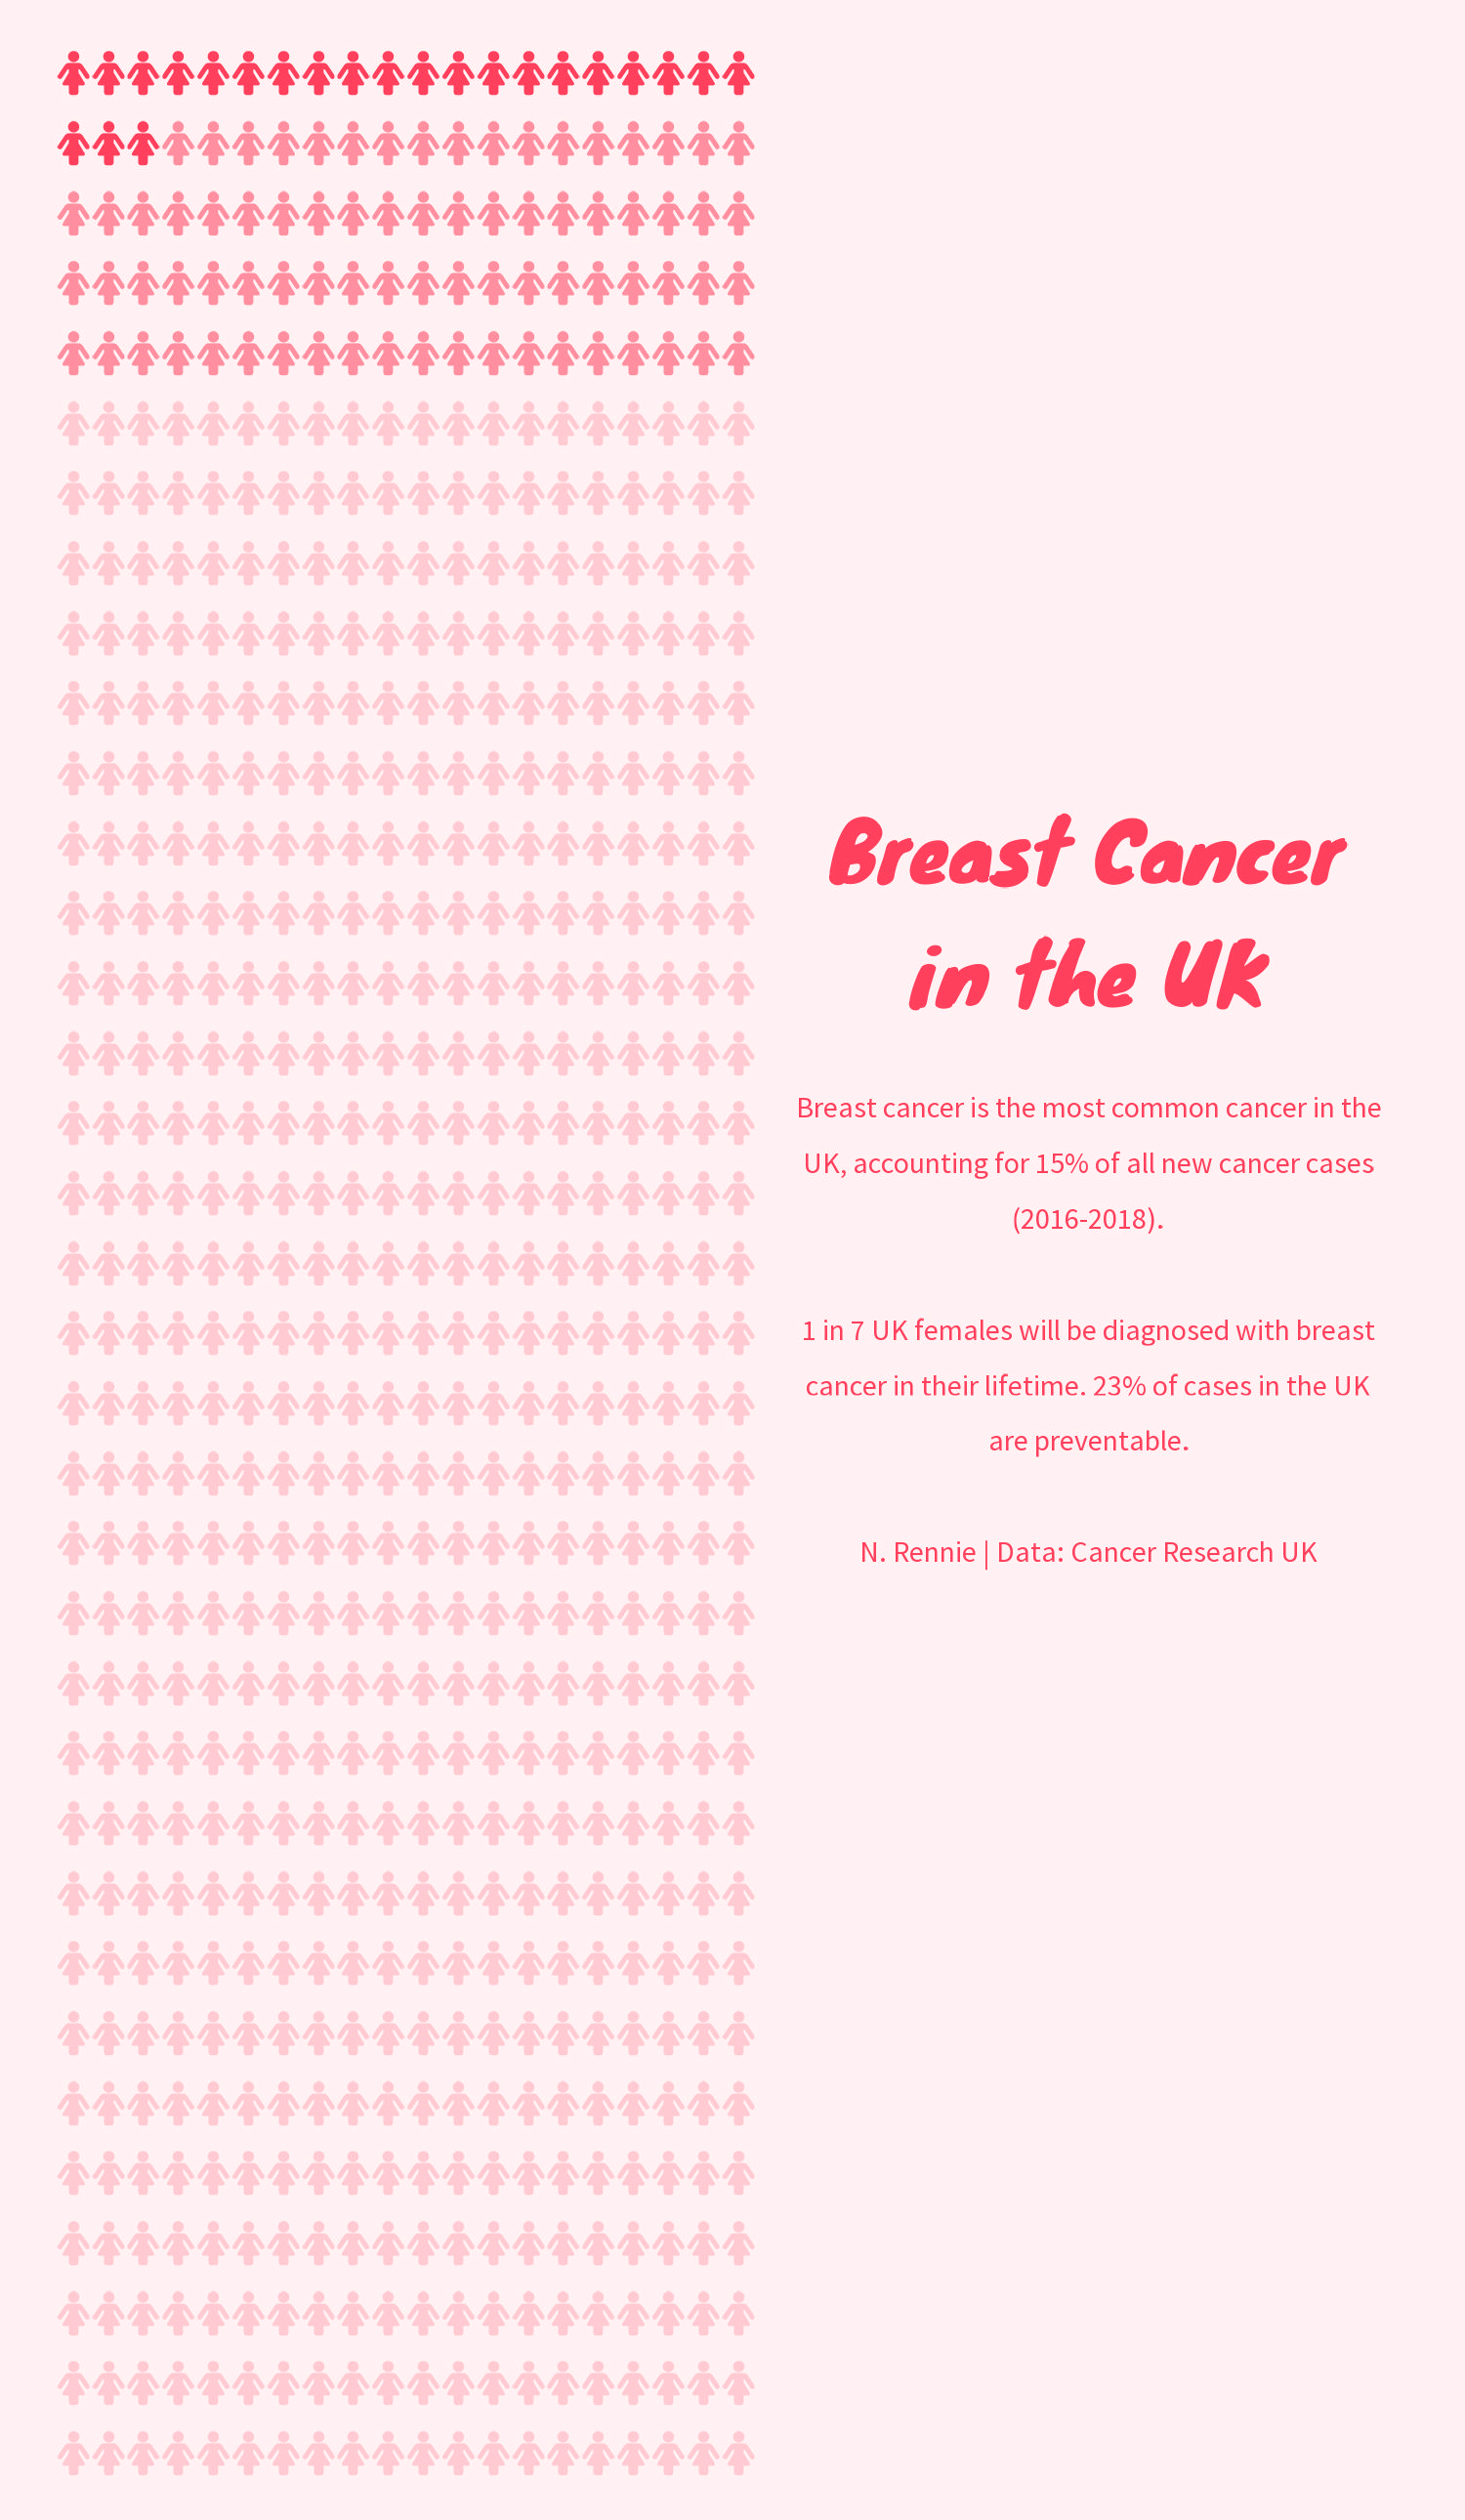 Breast Cancer
in the UK
Breast cancer is the most common cancer in the
UK, accounting for 15% of all new cancer cases
(2016-2018).
1 in 7 UK females will be diagnosed with breast
cancer in their lifetime. 23% of cases in the UK
are preventable.
N. Rennie | Data: Cancer Research UK